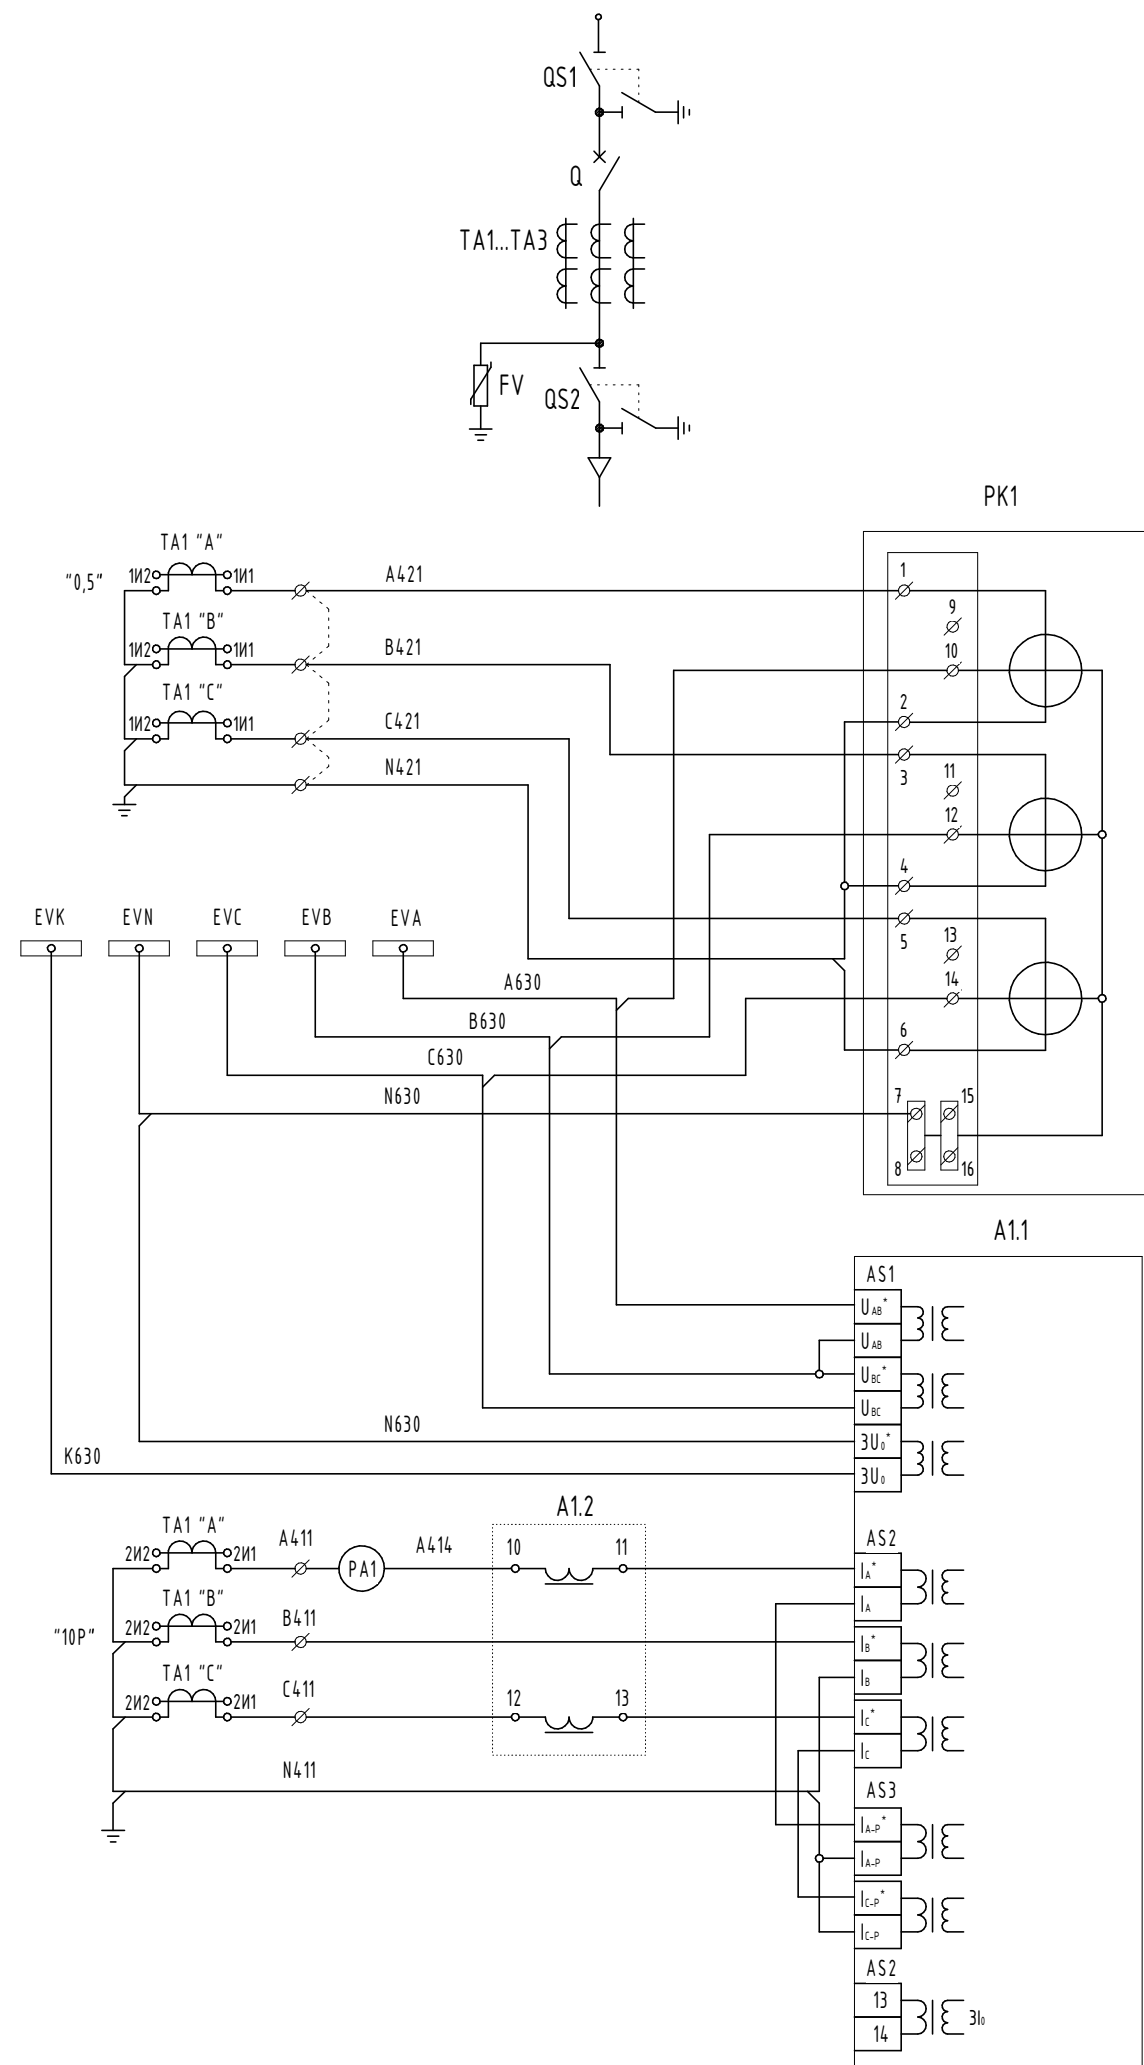 QS1
Q
TA1...TA3
FV
QS2
PK1
TA1 "A"
"0,5" 1И2 1И1 A421 1
TA1 "B"
9
1И2 1И1 B421 10
TA1 "C"
1И2 1И1 C421 2
N421 3
11
12
4
EVK EVN EVC EVB EVA
5
13
A630 14
B630
6
C630
N630 7 15
8 16
A1.1
AS1
UAB*
UAB
UBC*
UBC
N630 3U0*
K630 3U0
A1.2
TA1 "A"
2И2 2И1 A411 PA1 A414 10 11
AS2
IA*
IA
TA1 "B"
"10P" 2И2 2И1 B411
IB*
IB
TA1 "C"
2И2 2И1 C411 12 13
IC*
IC
N411
AS3
IA-P*
IA-P
IC-P*
IC-P
AS2
13
14
3I0